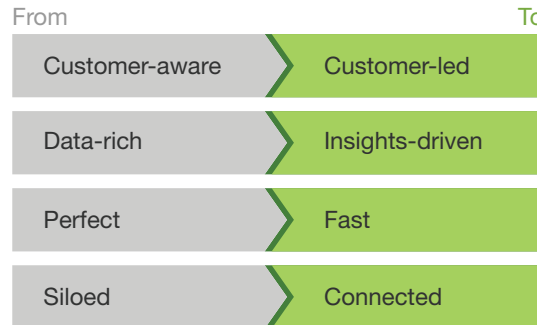 From To
Customer-aware Customer-led
Data-rich Insights-driven
Perfect Fast
Siloed Connected